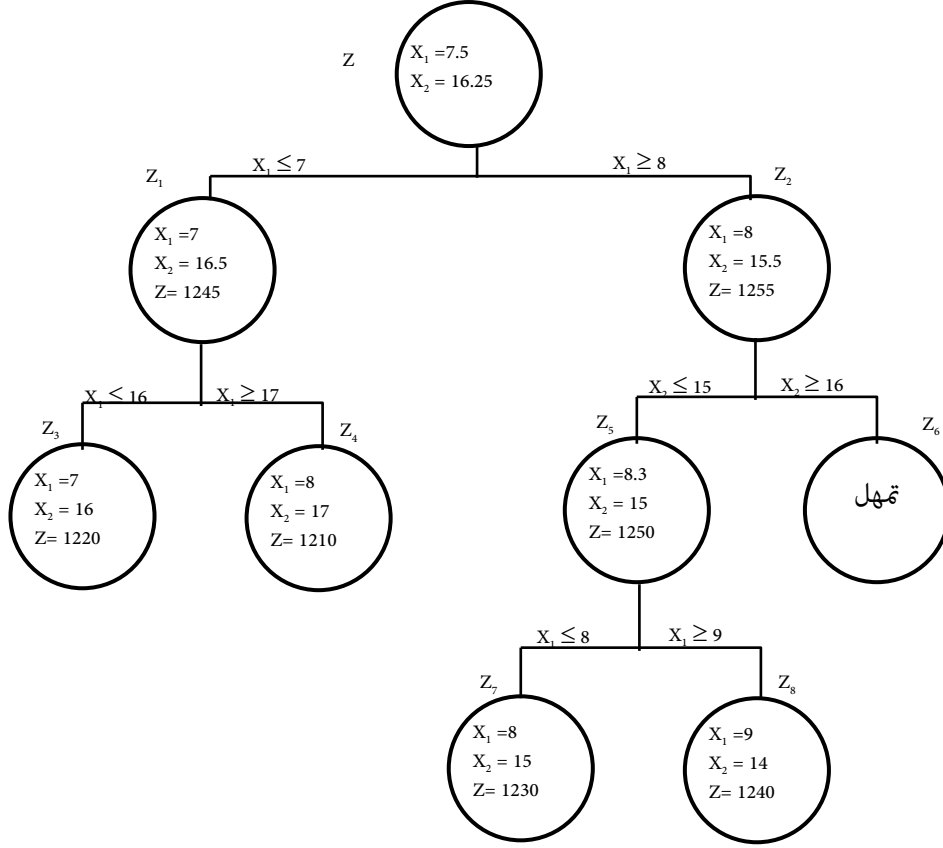 Z
X₁ =7.5
X₂ = 16.25
X₁ ≤ 7
X₁ ≥ 8
Z₁
Z₂
X₁ =7
X₂ = 16.5
Z= 1245
X₁ =8
X₂ = 15.5
Z= 1255
X₁ ≤ 16
X₁ ≥ 17
X₂ ≤ 15
X₂ ≥ 16
Z₃
Z₄
Z₅
Z₆
X₁ =7
X₂ = 16
Z= 1220
X₁ =8
X₂ = 17
Z= 1210
X₁ =8.3
X₂ = 15
Z= 1250
تمهل
X₁ ≤ 8
X₁ ≥ 9
Z₇
Z₈
X₁ =8
X₂ = 15
Z= 1230
X₁ =9
X₂ = 14
Z= 1240